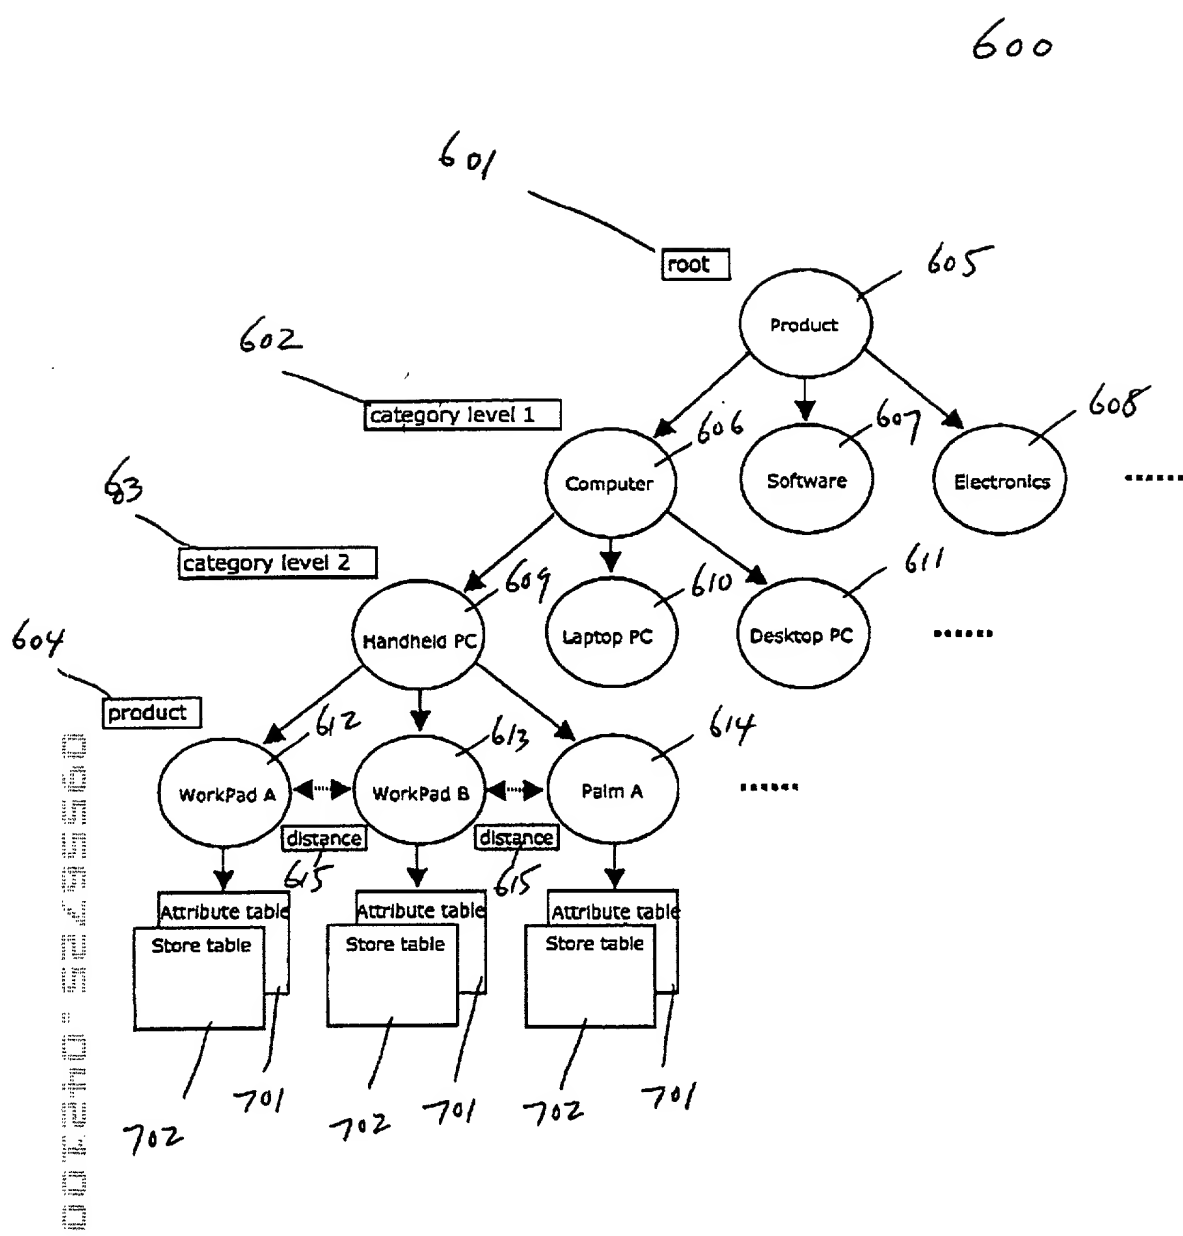 600
601
root
605
Product
602
category level 1
606
607
608
Computer
Software
Electronics
603
category level 2
609
610
611
Handheld PC
Laptop PC
Desktop PC
604
product
612
613
614
WorkPad A
WorkPad B
Palm A
distance
distance
615
615
Attribute table
Attribute table
Attribute table
Store table
Store table
Store table
701
701
701
702
702
702
09556725.042100